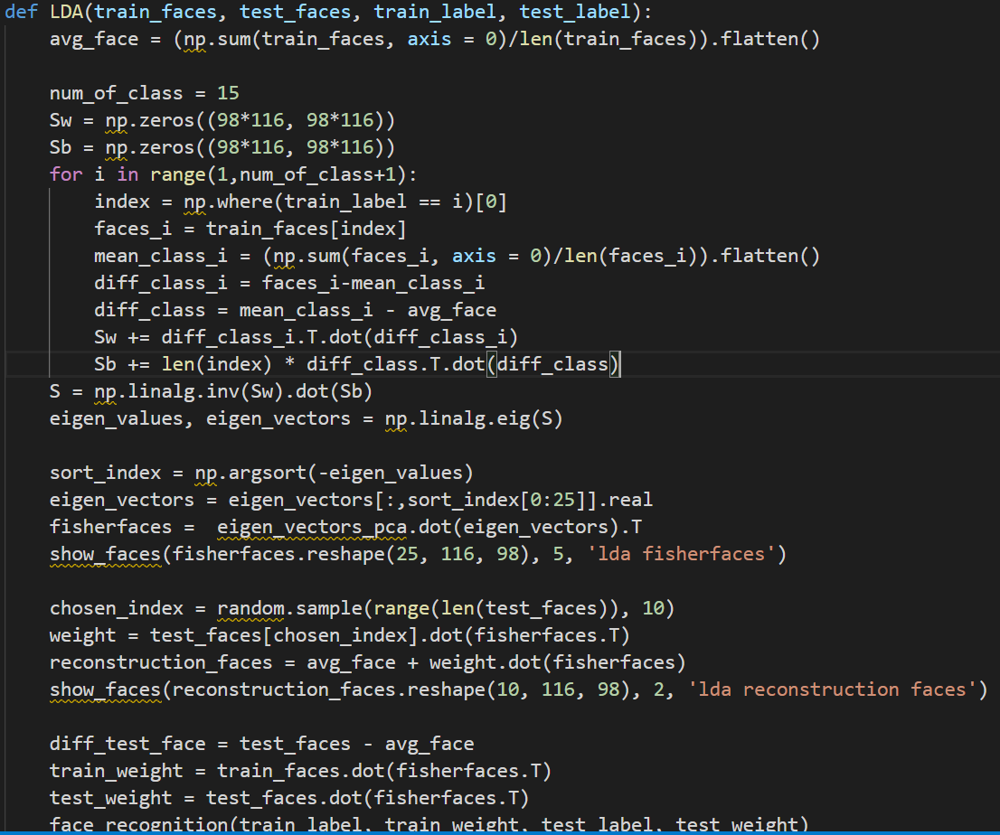 def LDA(train_faces, test_faces, train_label, test_label):
    avg_face = (np.sum(train_faces, axis = 0)/len(train_faces)).flatten()

    num_of_class = 15
    Sw = np.zeros((98*116, 98*116))
    Sb = np.zeros((98*116, 98*116))
    for i in range(1,num_of_class+1):
        index = np.where(train_label == i)[0]
        faces_i = train_faces[index]
        mean_class_i = (np.sum(faces_i, axis = 0)/len(faces_i)).flatten()
        diff_class_i = faces_i-mean_class_i
        diff_class = mean_class_i - avg_face
        Sw += diff_class_i.T.dot(diff_class_i)
        Sb += len(index) * diff_class.T.dot(diff_class)
    S = np.linalg.inv(Sw).dot(Sb)
    eigen_values, eigen_vectors = np.linalg.eig(S)

    sort_index = np.argsort(-eigen_values)
    eigen_vectors = eigen_vectors[:,sort_index[0:25]].real
    fisherfaces =  eigen_vectors_pca.dot(eigen_vectors).T
    show_faces(fisherfaces.reshape(25, 116, 98), 5, 'lda fisherfaces')

    chosen_index = random.sample(range(len(test_faces)), 10)
    weight = test_faces[chosen_index].dot(fisherfaces.T)
    reconstruction_faces = avg_face + weight.dot(fisherfaces)
    show_faces(reconstruction_faces.reshape(10, 116, 98), 2, 'lda reconstruction faces')

    diff_test_face = test_faces - avg_face
    train_weight = train_faces.dot(fisherfaces.T)
    test_weight = test_faces.dot(fisherfaces.T)
    face_recognition(train_label, train_weight, test_label, test_weight)